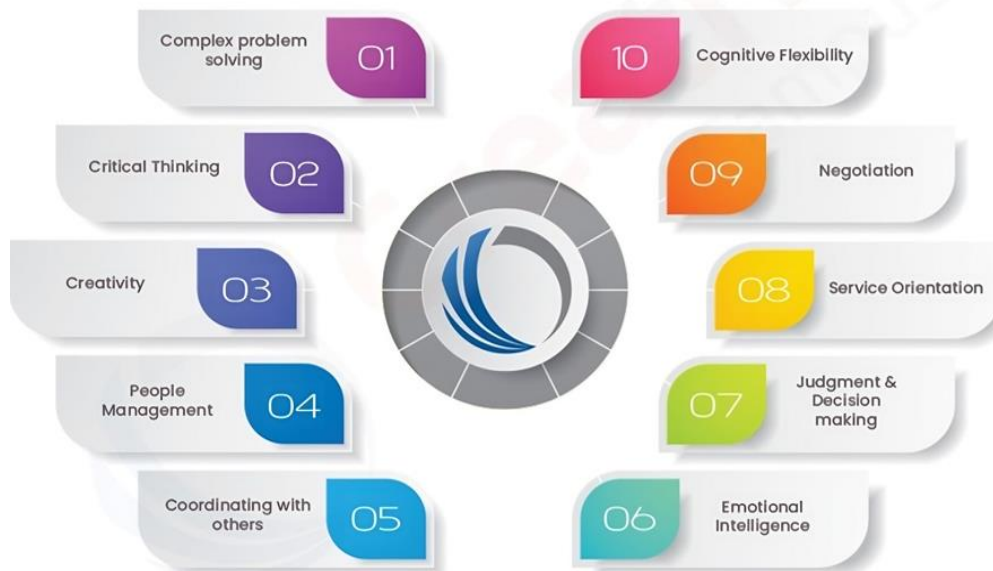 Complex problem
solving
01
Critical Thinking
02
Creativity
03
People
Management
04
Coordinating with
others
05
10
Cognitive Flexibility
09
Negotiation
08
Service Orientation
07
Judgment &
Decision
making
06
Emotional
Intelligence